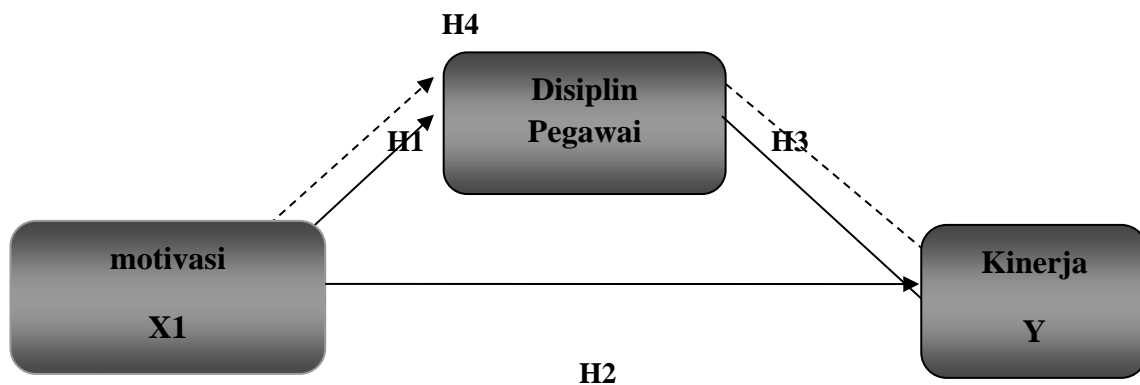 H4
Disiplin
Pegawai
H1
H3
motivasi
X1
Kinerja
Y
H2